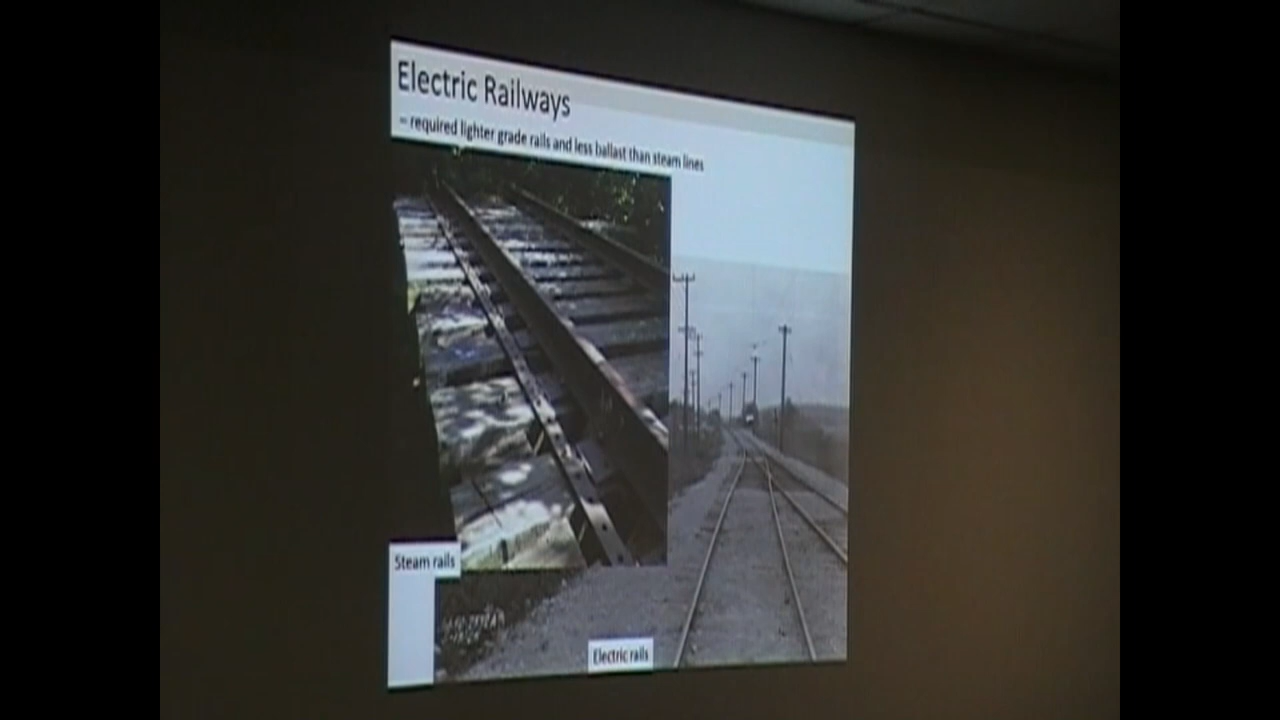 Electric Railways
– required lighter grade rails and less ballast than steam lines
Steam rails
Electric rails